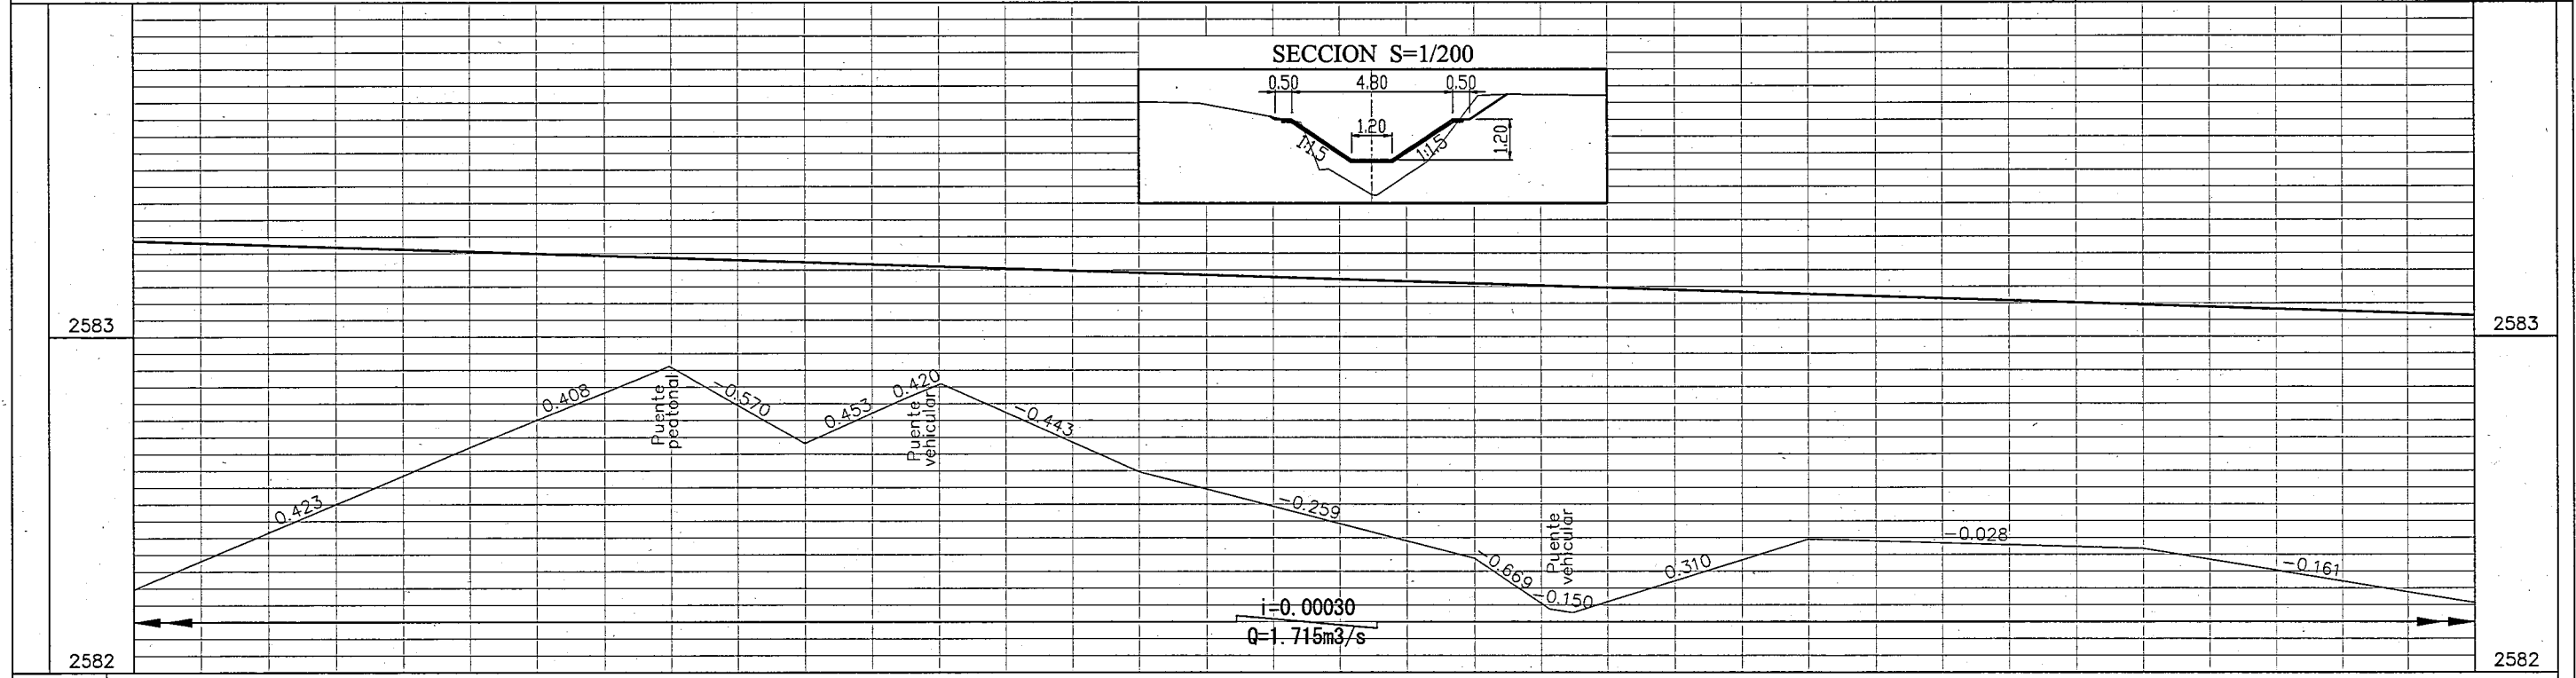 SECCION S=1/200
0.50 4.80 0.50
1.20
1:1.5
1:1.5
1.20
2583
2583
0.423
0.408
Puente
peatonal
-0.570
0.453
0.420
Puente
vehicular
-0.443
-0.259
-0.669
Puente
vehicular
-0.150
0.310
-0.028
-0.161
i=0.00030
Q=1.715m3/s
2582
2582